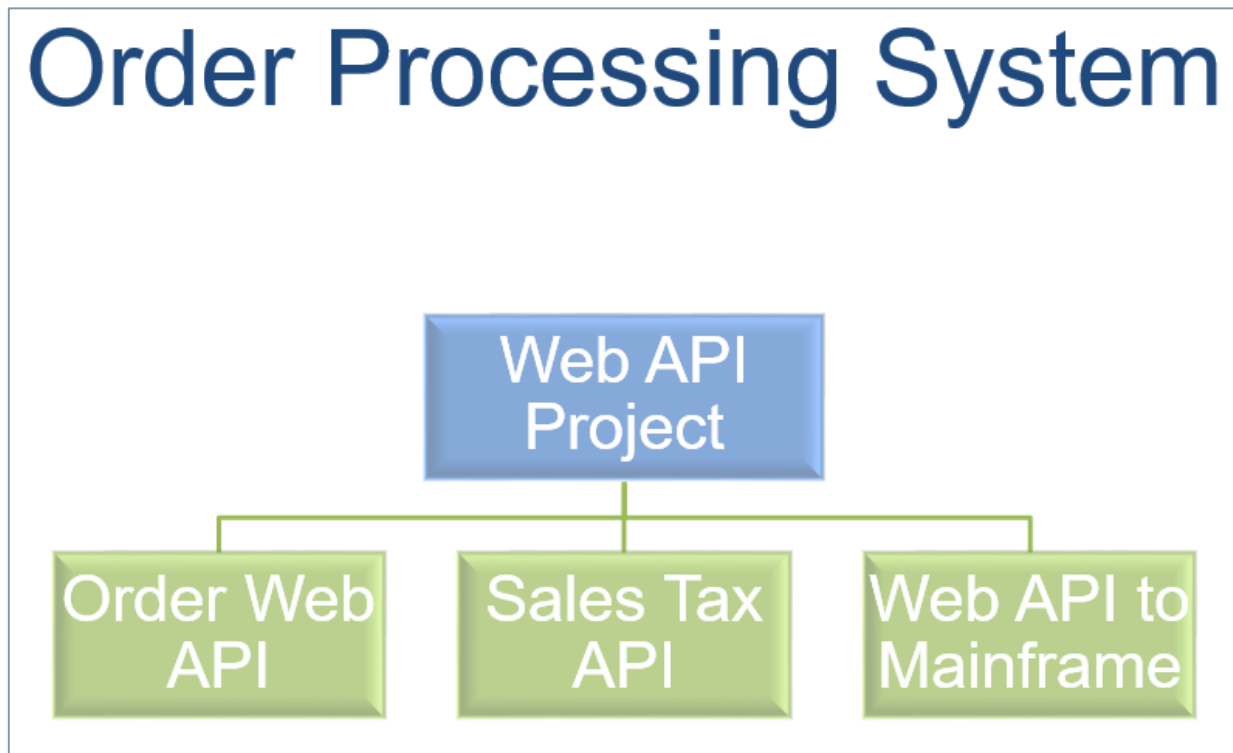 Order Processing System
Web API
Project
Order Web
API
Sales Tax
API
Web API to
Mainframe